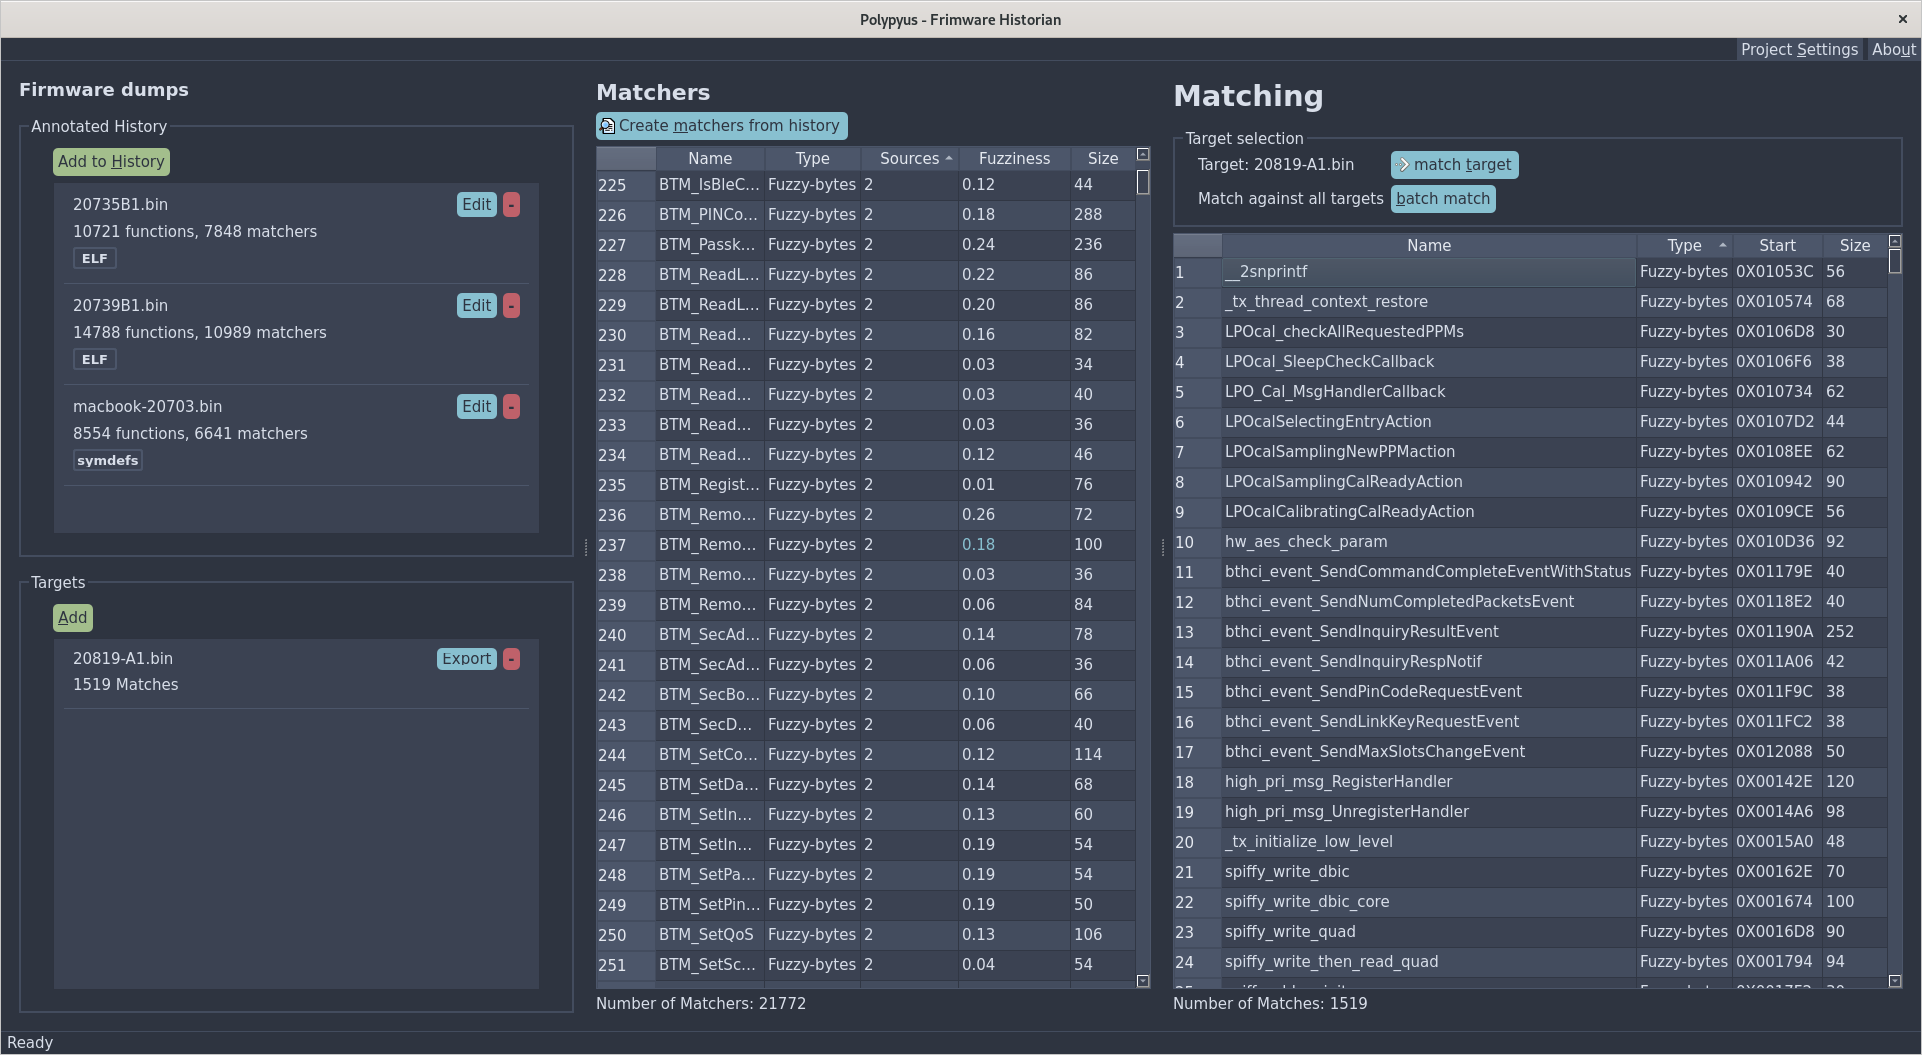 Polypyus - Frimware Historian
Project Settings About
Firmware dumps
Annotated History
Add to History
20735B1.bin Edit -
10721 functions, 7848 matchers
ELF
20739B1.bin Edit -
14788 functions, 10989 matchers
ELF
macbook-20703.bin Edit -
8554 functions, 6641 matchers
symdefs
Targets
Add
20819-A1.bin Export -
1519 Matches
Matchers
Create matchers from history
Name Type Sources Fuzziness Size
225 BTM_IsBleC... Fuzzy-bytes 2 0.12 44
226 BTM_PINCo... Fuzzy-bytes 2 0.18 288
227 BTM_Passk... Fuzzy-bytes 2 0.24 236
228 BTM_ReadL... Fuzzy-bytes 2 0.22 86
229 BTM_ReadL... Fuzzy-bytes 2 0.20 86
230 BTM_Read... Fuzzy-bytes 2 0.16 82
231 BTM_Read... Fuzzy-bytes 2 0.03 34
232 BTM_Read... Fuzzy-bytes 2 0.03 40
233 BTM_Read... Fuzzy-bytes 2 0.03 36
234 BTM_Read... Fuzzy-bytes 2 0.12 46
235 BTM_Regist... Fuzzy-bytes 2 0.01 76
236 BTM_Remo... Fuzzy-bytes 2 0.26 72
237 BTM_Remo... Fuzzy-bytes 2 0.18 100
238 BTM_Remo... Fuzzy-bytes 2 0.03 36
239 BTM_Remo... Fuzzy-bytes 2 0.06 84
240 BTM_SecAd... Fuzzy-bytes 2 0.14 78
241 BTM_SecAd... Fuzzy-bytes 2 0.06 36
242 BTM_SecBo... Fuzzy-bytes 2 0.10 66
243 BTM_SecD... Fuzzy-bytes 2 0.06 40
244 BTM_SetCo... Fuzzy-bytes 2 0.12 114
245 BTM_SetDa... Fuzzy-bytes 2 0.14 68
246 BTM_SetIn... Fuzzy-bytes 2 0.13 60
247 BTM_SetIn... Fuzzy-bytes 2 0.19 54
248 BTM_SetPa... Fuzzy-bytes 2 0.19 54
249 BTM_SetPin... Fuzzy-bytes 2 0.19 50
250 BTM_SetQoS Fuzzy-bytes 2 0.13 106
251 BTM_SetSc... Fuzzy-bytes 2 0.04 54
Number of Matchers: 21772
Matching
Target selection
Target: 20819-A1.bin match target
Match against all targets batch match
Name Type Start Size
1 __2snprintf Fuzzy-bytes 0X01053C 56
2 _tx_thread_context_restore Fuzzy-bytes 0X010574 68
3 LPOcal_checkAllRequestedPPMs Fuzzy-bytes 0X0106D8 30
4 LPOcal_SleepCheckCallback Fuzzy-bytes 0X0106F6 38
5 LPO_Cal_MsgHandlerCallback Fuzzy-bytes 0X010734 62
6 LPOcalSelectingEntryAction Fuzzy-bytes 0X0107D2 44
7 LPOcalSamplingNewPPMaction Fuzzy-bytes 0X0108EE 62
8 LPOcalSamplingCalReadyAction Fuzzy-bytes 0X010942 90
9 LPOcalCalibratingCalReadyAction Fuzzy-bytes 0X0109CE 56
10 hw_aes_check_param Fuzzy-bytes 0X010D36 92
11 bthci_event_SendCommandCompleteEventWithStatus Fuzzy-bytes 0X01179E 40
12 bthci_event_SendNumCompletedPacketsEvent Fuzzy-bytes 0X0118E2 40
13 bthci_event_SendInquiryResultEvent Fuzzy-bytes 0X01190A 252
14 bthci_event_SendInquiryRespNotif Fuzzy-bytes 0X011A06 42
15 bthci_event_SendPinCodeRequestEvent Fuzzy-bytes 0X011F9C 38
16 bthci_event_SendLinkKeyRequestEvent Fuzzy-bytes 0X011FC2 38
17 bthci_event_SendMaxSlotsChangeEvent Fuzzy-bytes 0X012088 50
18 high_pri_msg_RegisterHandler Fuzzy-bytes 0X00142E 120
19 high_pri_msg_UnregisterHandler Fuzzy-bytes 0X0014A6 98
20 _tx_initialize_low_level Fuzzy-bytes 0X0015A0 48
21 spiffy_write_dbic Fuzzy-bytes 0X00162E 70
22 spiffy_write_dbic_core Fuzzy-bytes 0X001674 100
23 spiffy_write_quad Fuzzy-bytes 0X0016D8 90
24 spiffy_write_then_read_quad Fuzzy-bytes 0X001794 94
Number of Matches: 1519
Ready